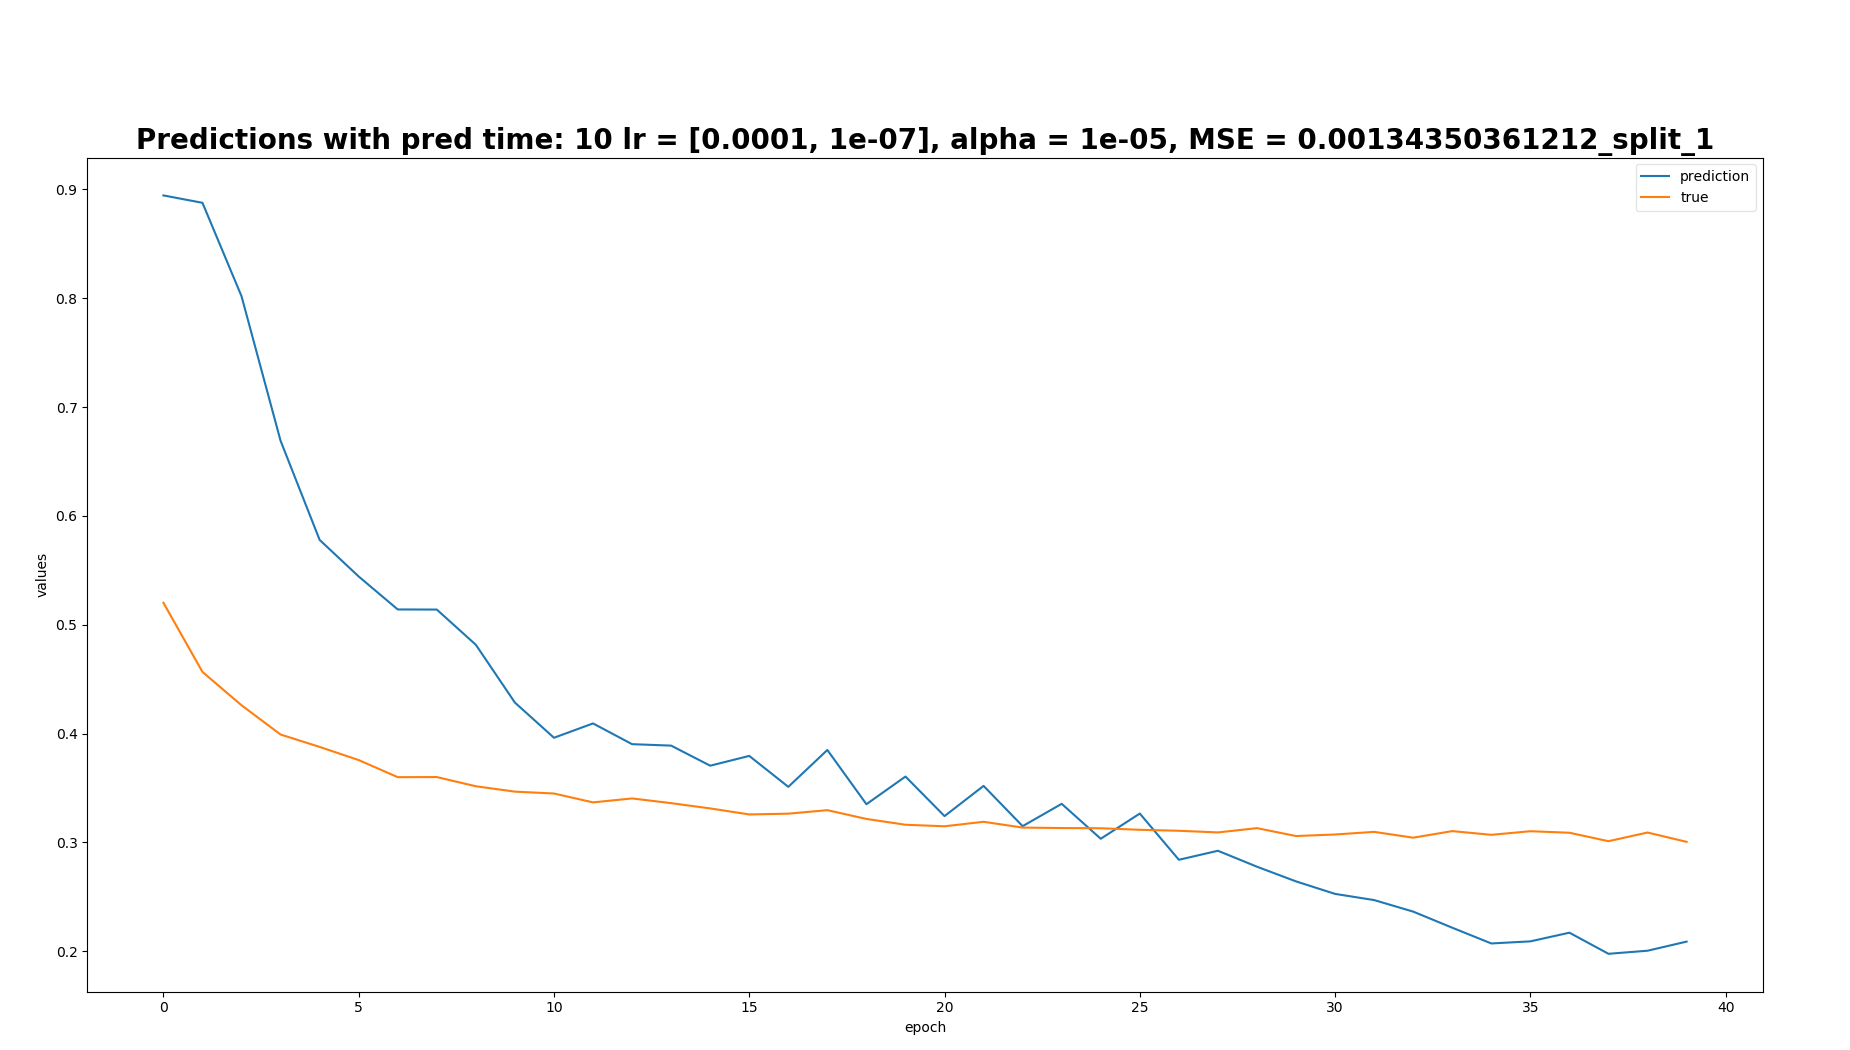 Predictions with pred time: 10 lr = [0.0001, 1e-07], alpha = 1e-05, MSE = 0.00134350361212_split_1
prediction
true
0.9
0.8
0.7
0.6
0.5
0.4
0.3
0.2
values
0 5 10 15 20 25 30 35 40
epoch